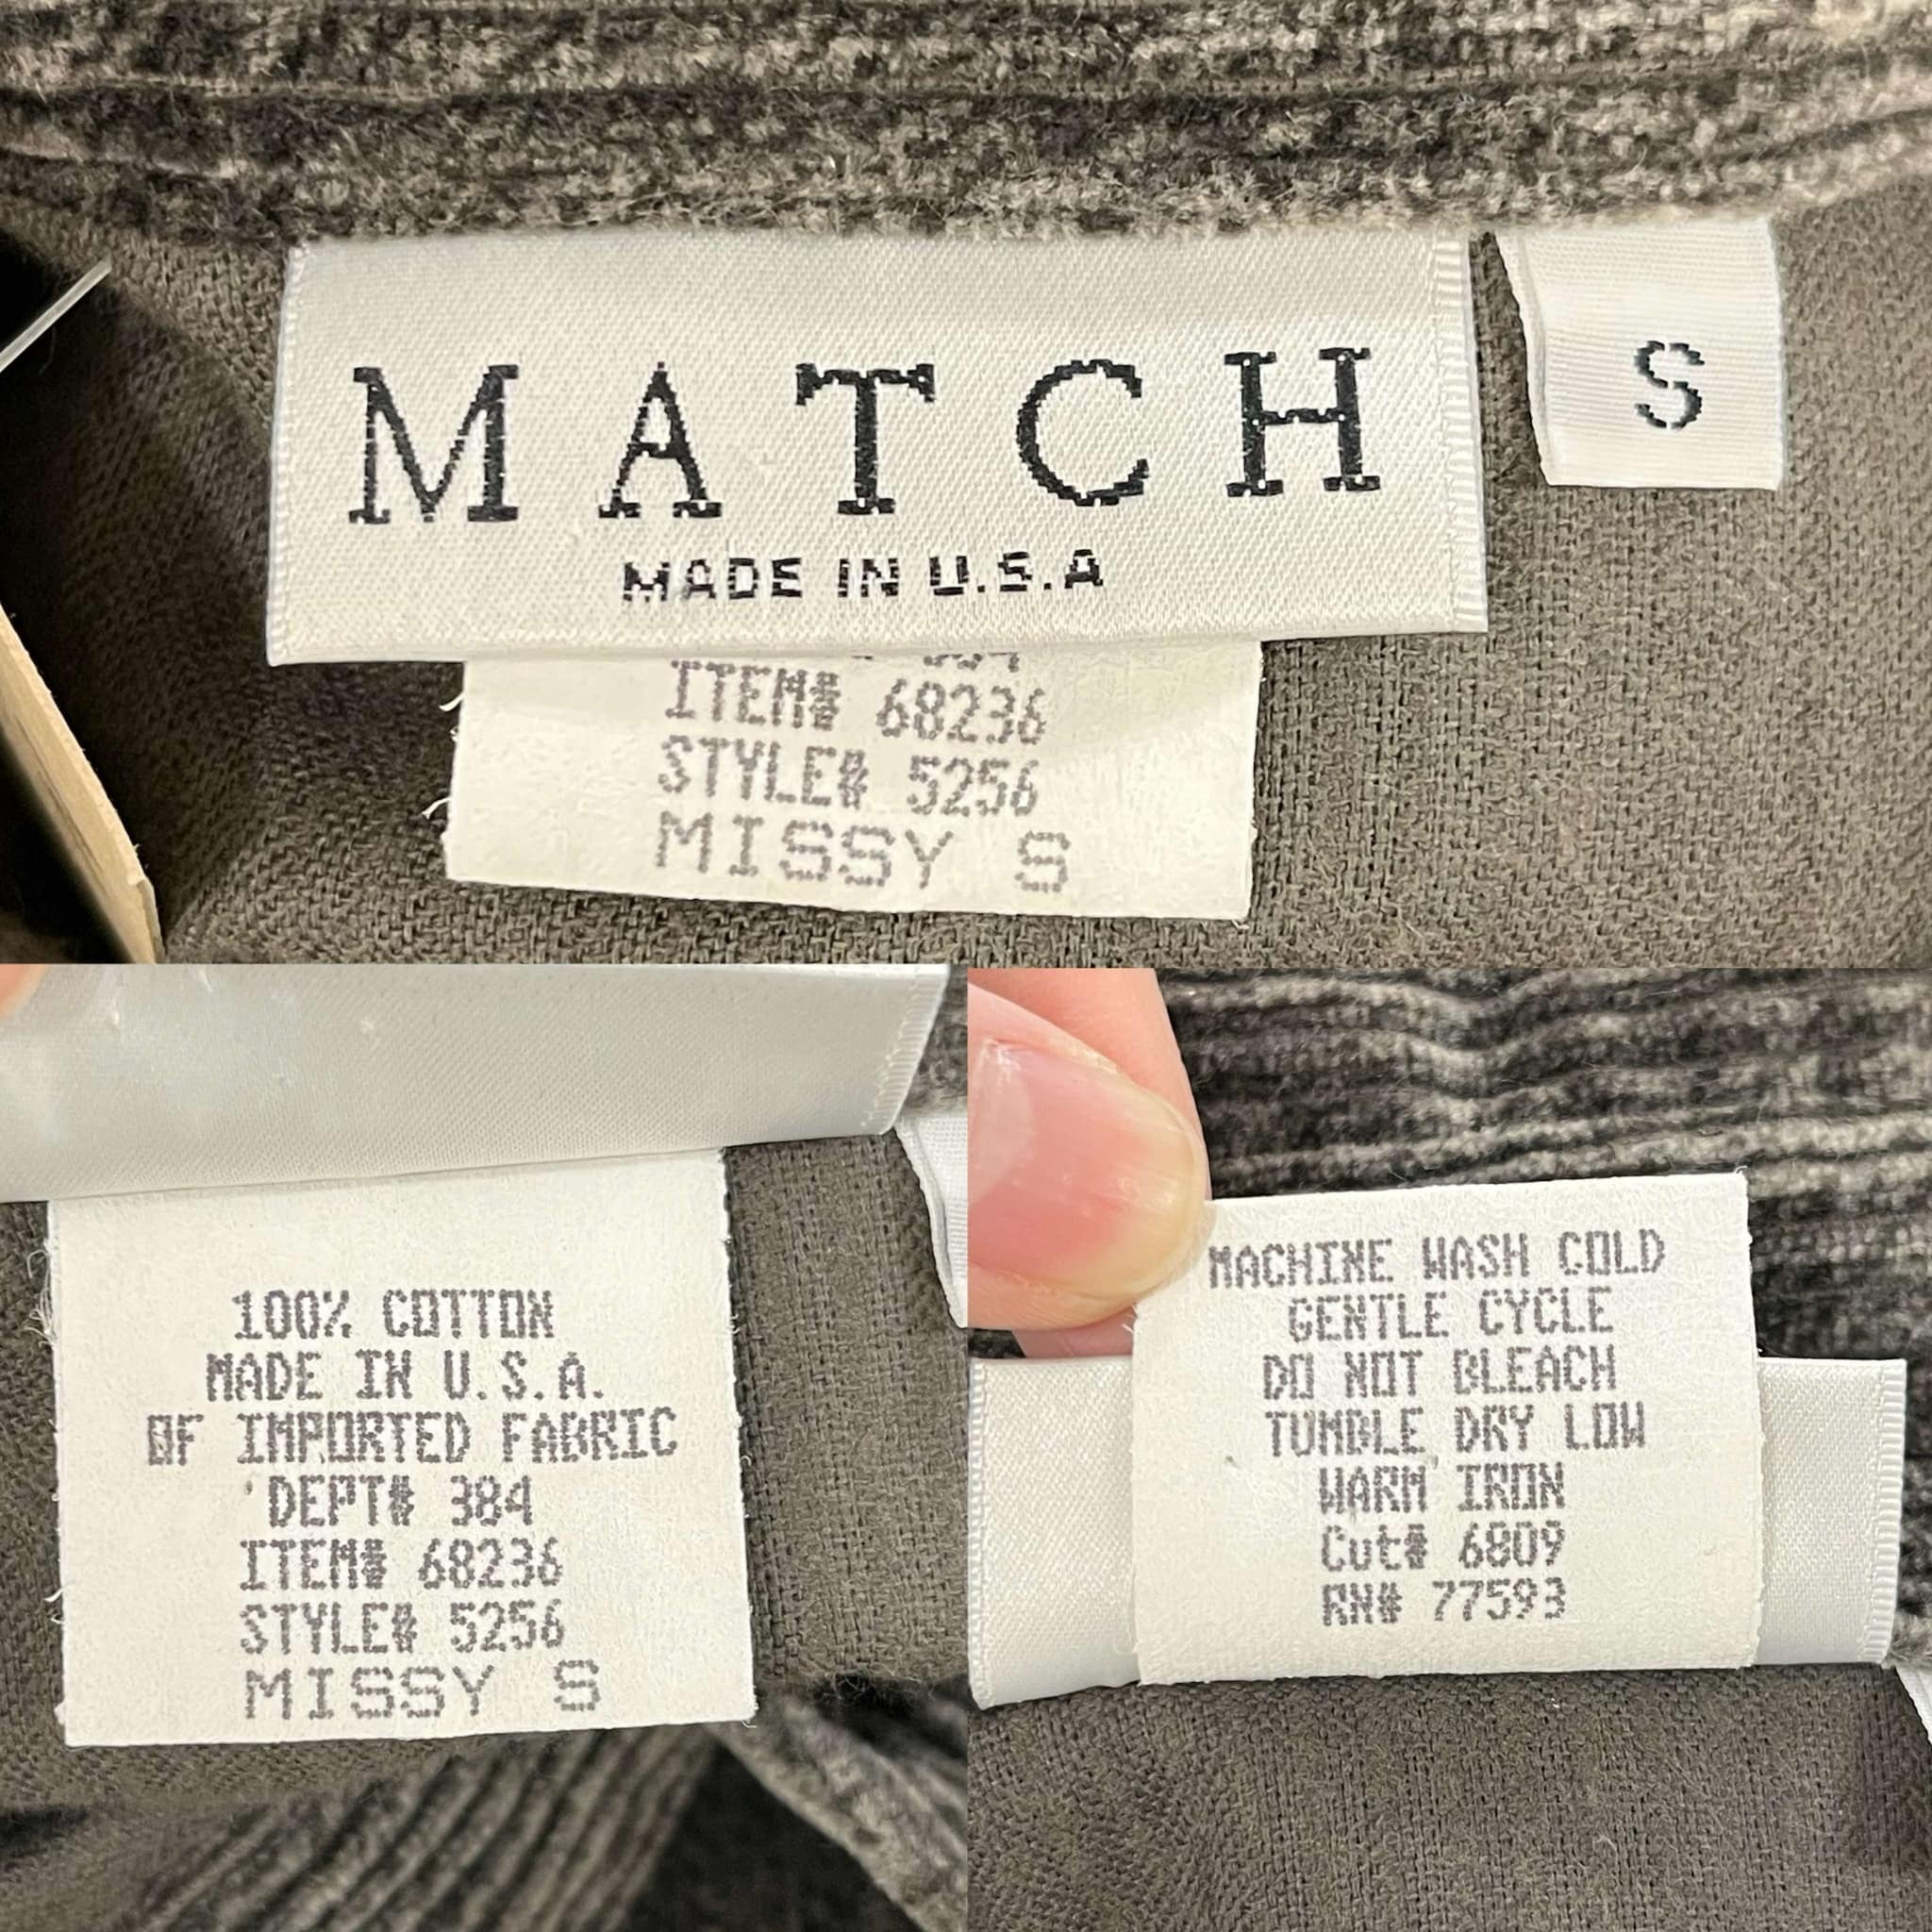 MATCH
MADE IN U.S.A
S
ITEM# 68236
STYLE# 5256
MISSY S
100% COTTON
MADE IN U.S.A.
OF IMPORTED FABRIC
DEPT# 384
ITEM# 68236
STYLE# 5256
MISSY S
MACHINE WASH COLD
GENTLE CYCLE
DO NOT BLEACH
TUMBLE DRY LOW
WARM IRON
Cut# 6809
RN# 77593